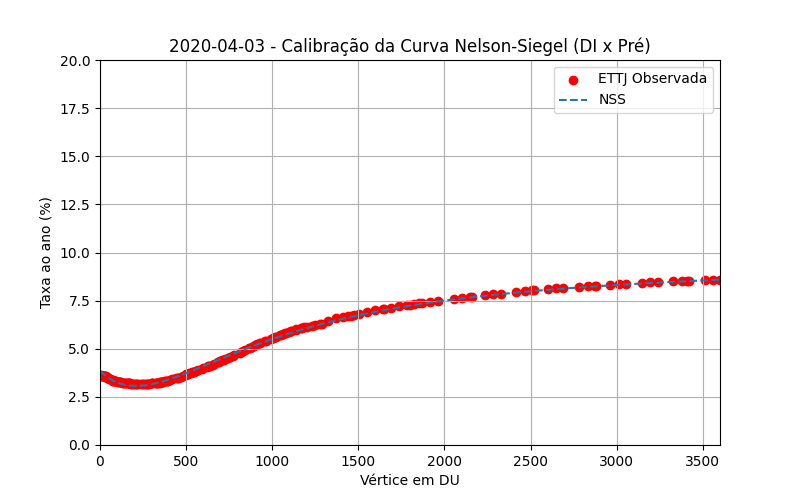 2020-04-03 - Calibração da Curva Nelson-Siegel (DI x Pré)
20.0
17.5
15.0
12.5
10.0
7.5
5.0
2.5
0.0
Taxa ao ano (%)
ETTJ Observada
NSS
0 500 1000 1500 2000 2500 3000 3500
Vértice em DU